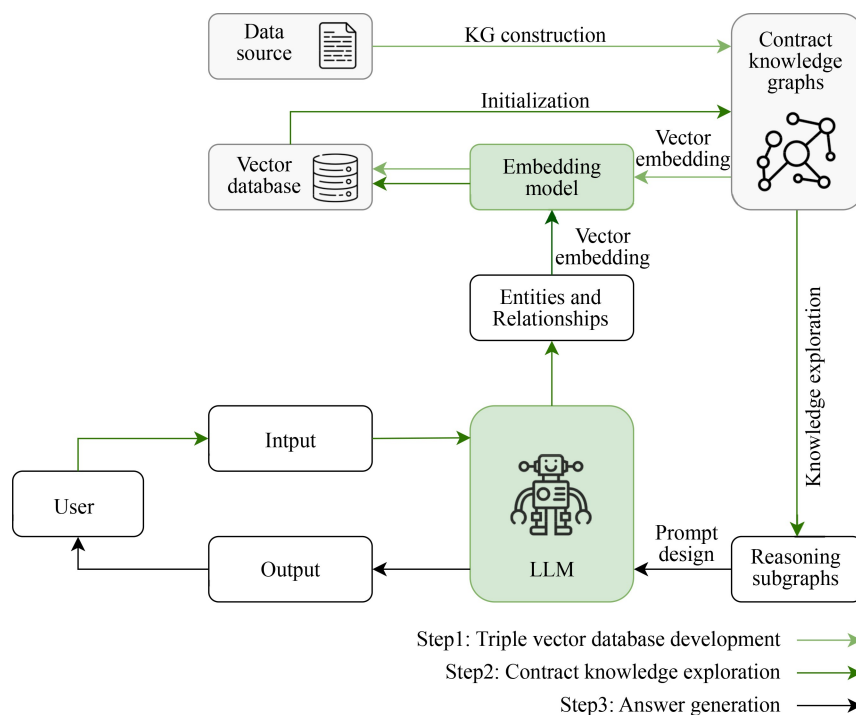 Data
source
KG construction
Contract
knowledge
graphs
Initialization
Vector
database
Embedding
model
Vector
embedding
Vector
embedding
Entities and
Relationships
Knowledge exploration
Intput
User
Output
LLM
Prompt
design
Reasoning
subgraphs
Step1: Triple vector database development
Step2: Contract knowledge exploration
Step3: Answer generation